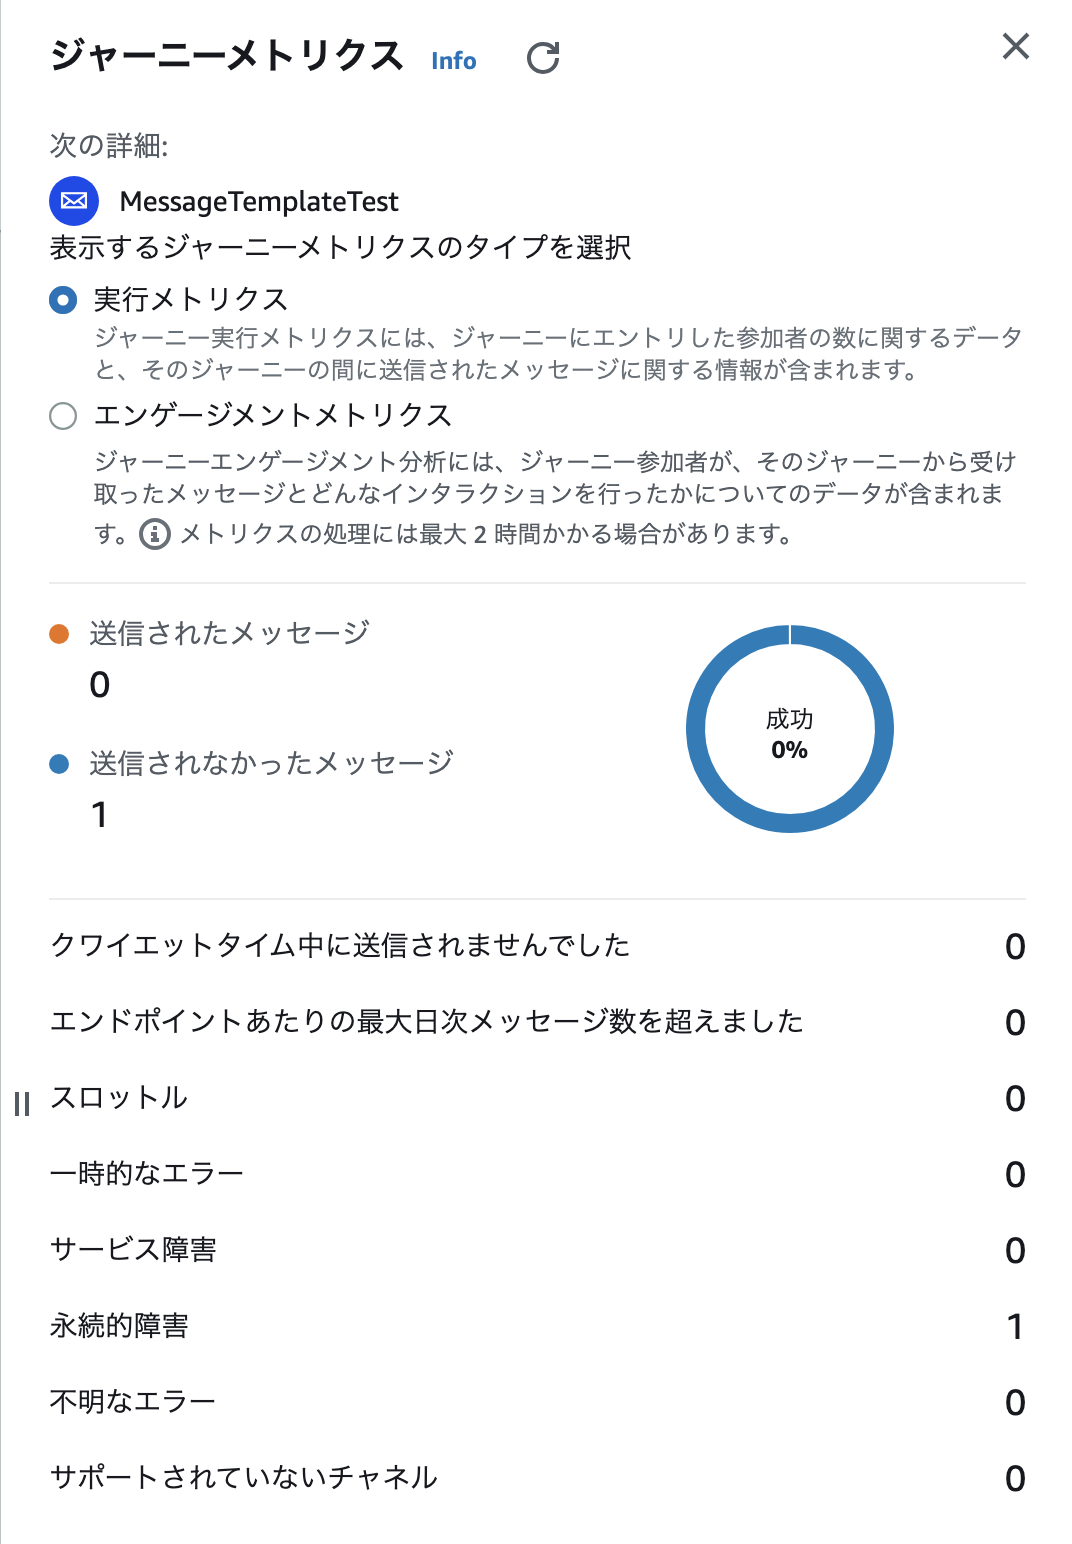 ジャーニーメトリクス Info
次の詳細:
MessageTemplateTest
表示するジャーニーメトリクスのタイプを選択
実行メトリクス
ジャーニー実行メトリクスには、ジャーニーにエントリした参加者の数に関するデータ
と、そのジャーニーの間に送信されたメッセージに関する情報が含まれます。
エンゲージメントメトリクス
ジャーニーエンゲージメント分析には、ジャーニー参加者が、そのジャーニーから受け
取ったメッセージとどんなインタラクションを行ったかについてのデータが含まれま
す。 メトリクスの処理には最大 2 時間かかる場合があります。
送信されたメッセージ
0
送信されなかったメッセージ
1
成功
0%
クワイエットタイム中に送信されませんでした 0
エンドポイントあたりの最大日次メッセージ数を超えました 0
スロットル 0
一時的なエラー 0
サービス障害 0
永続的障害 1
不明なエラー 0
サポートされていないチャネル 0